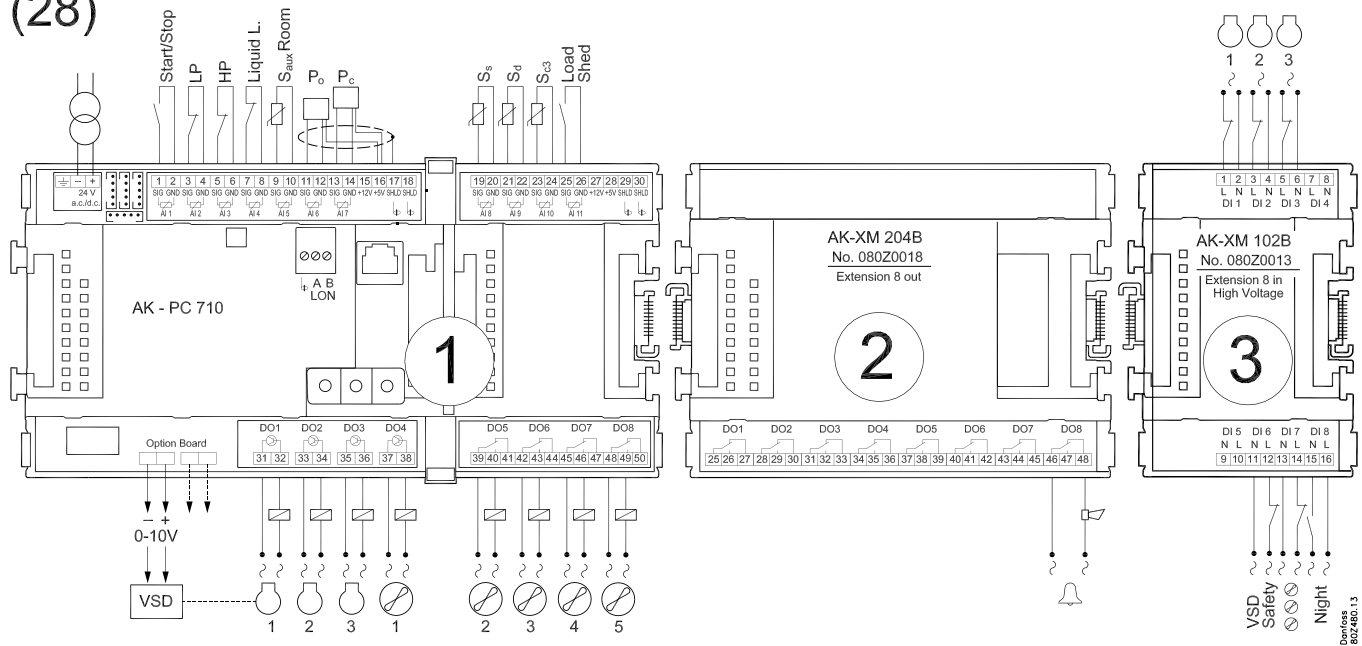 (28)
Start/Stop
LP
HP
Liquid L.
Saux Room
Po
Pc
Ss
Sd
Sc3
Load
Shed
1 2 3
– +
24 V
a.c./d.c.
1 2 3 4 5 6 7 8 9 10 11 12 13 14 15 16 17 18
SIG GND SIG GND SIG GND SIG GND SIG GND SIG GND SIG GND +12V +5V SHLD SHLD
AI 1 AI 2 AI 3 AI 4 AI 5 AI 6 AI 7
19 20 21 22 23 24 25 26 27 28 29 30
SIG GND SIG GND SIG GND SIG GND +12V +5V SHLD SHLD
AI 8 AI 9 AI 10 AI 11
1 2 3 4 5 6 7 8
L N L N L N L N
DI 1 DI 2 DI 3 DI 4
A B
LON
AK - PC 710
1
AK-XM 204B
No. 080Z0018
Extension 8 out
2
AK-XM 102B
No. 080Z0013
Extension 8 in
High Voltage
3
Option Board
DO1 DO2 DO3 DO4
31 32 33 34 35 36 37 38
DO5 DO6 DO7 DO8
39 40 41 42 43 44 45 46 47 48 49 50
DO1 DO2 DO3 DO4 DO5 DO6 DO7 DO8
25 26 27 28 29 30 31 32 33 34 35 36 37 38 39 40 41 42 43 44 45 46 47 48
DI 5 DI 6 DI 7 DI 8
N L N L N L N L
9 10 11 12 13 14 15 16
– +
0-10V
VSD
1 2 3 1 2 3 4 5
VSD
Safety
Night
Danfoss
80Z480.13